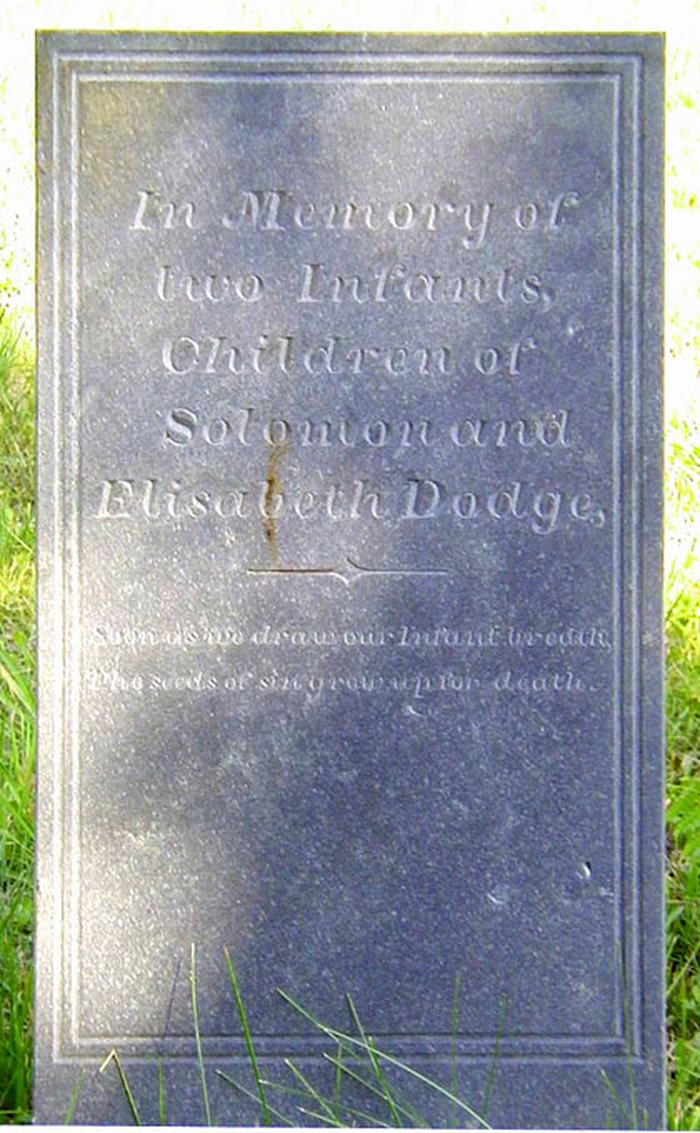 In Memory of
two Infants,
Children of
Solomon and
Elisabeth Dodge,
Soon as we draw our Infant breath,
The seeds of sin grow up for death.